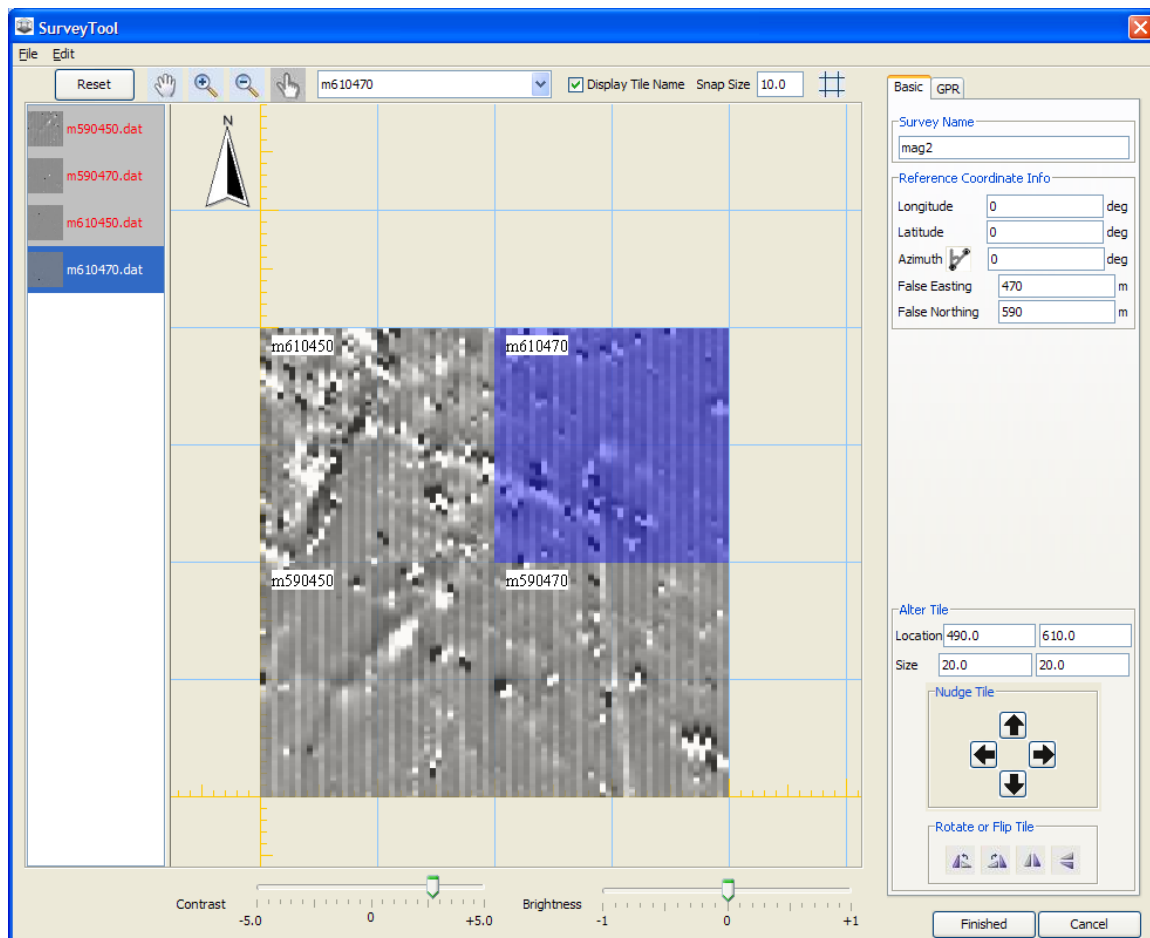 SurveyTool
File Edit
Reset m610470 Display Tile Name Snap Size 10.0
Basic GPR
m590450.dat
m590470.dat
m610450.dat
m610470.dat
N
m610450 m610470
m590450 m590470
Survey Name
mag2
Reference Coordinate Info
Longitude 0 deg
Latitude 0 deg
Azimuth 0 deg
False Easting 470 m
False Northing 590 m
Alter Tile
Location 490.0 610.0
Size 20.0 20.0
Nudge Tile
Rotate or Flip Tile
Contrast -5.0 0 +5.0
Brightness -1 0 +1
Finished Cancel